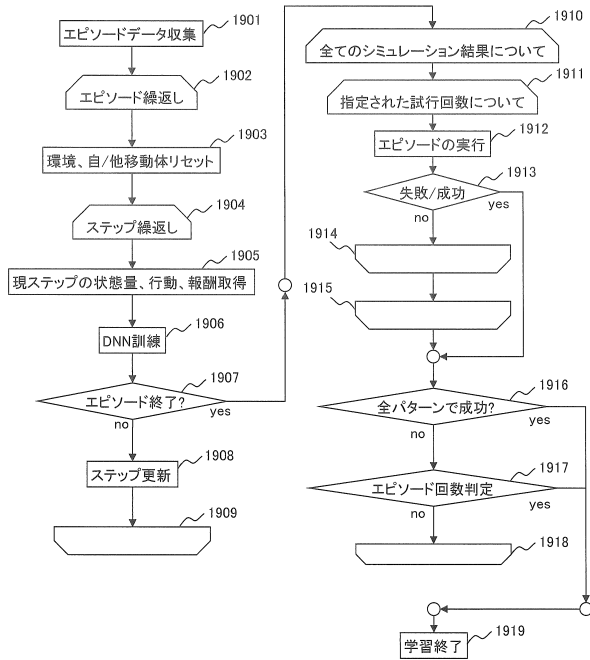 エピソードデータ収集
1901
エピソード繰返し
1902
環境、自/他移動体リセット
1903
ステップ繰返し
1904
現ステップの状態量、行動、報酬取得
1905
DNN訓練
1906
エピソード終了?
1907
yes
no
ステップ更新
1908
1909
全てのシミュレーション結果について
1910
指定された試行回数について
1911
エピソードの実行
1912
失敗/成功
1913
no
yes
1914
1915
全パターンで成功?
1916
no
yes
エピソード回数判定
1917
no
yes
1918
学習終了
1919